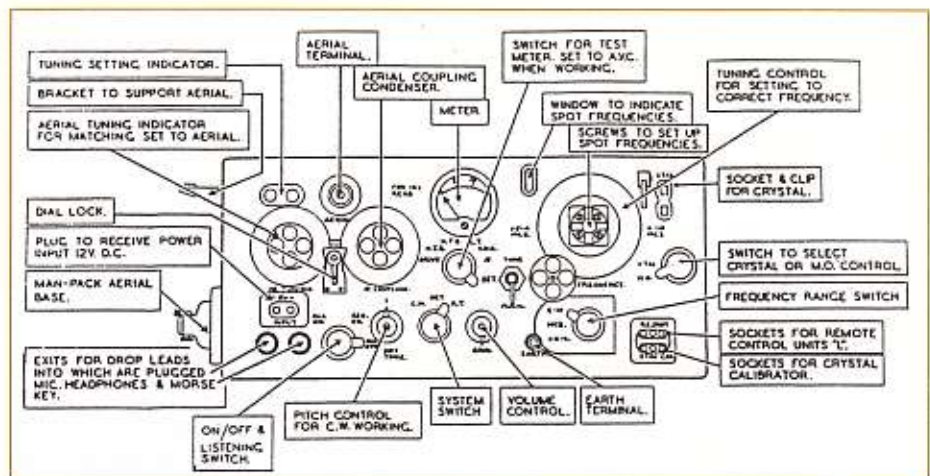 AERIAL
TERMINAL.
SWITCH FOR TEST
METER. SET TO A.V.C.
WHEN WORKING.
TUNING SETTING INDICATOR.
AERIAL COUPLING
CONDENSER.
TUNING CONTROL
FOR SETTING TO
CORRECT FREQUENCY.
BRACKET TO SUPPORT AERIAL.
METER.
WINDOW TO INDICATE
SPOT FREQUENCIES.
AERIAL TUNING INDICATOR
FOR MATCHING SET TO AERIAL.
SCREWS TO SET UP
SPOT FREQUENCIES.
SOCKET & CLIP
FOR CRYSTAL.
DIAL LOCK.
PLUG TO RECEIVE POWER
INPUT 12V. D.C.
SWITCH TO SELECT
CRYSTAL OR M.O. CONTROL.
MAN-PACK AERIAL
BASE.
FREQUENCY RANGE SWITCH
INPUT
NET
SOCKETS FOR REMOTE
CONTROL UNITS "L".
EXITS FOR DROP LEADS
INTO WHICH ARE PLUGGED
MIC. HEADPHONES & MORSE
KEY.
SOCKETS FOR CRYSTAL
CALIBRATOR.
ON/OFF &
LISTENING
SWITCH.
PITCH CONTROL
FOR C.W. WORKING.
SYSTEM
SWITCH
VOLUME
CONTROL.
EARTH
TERMINAL.